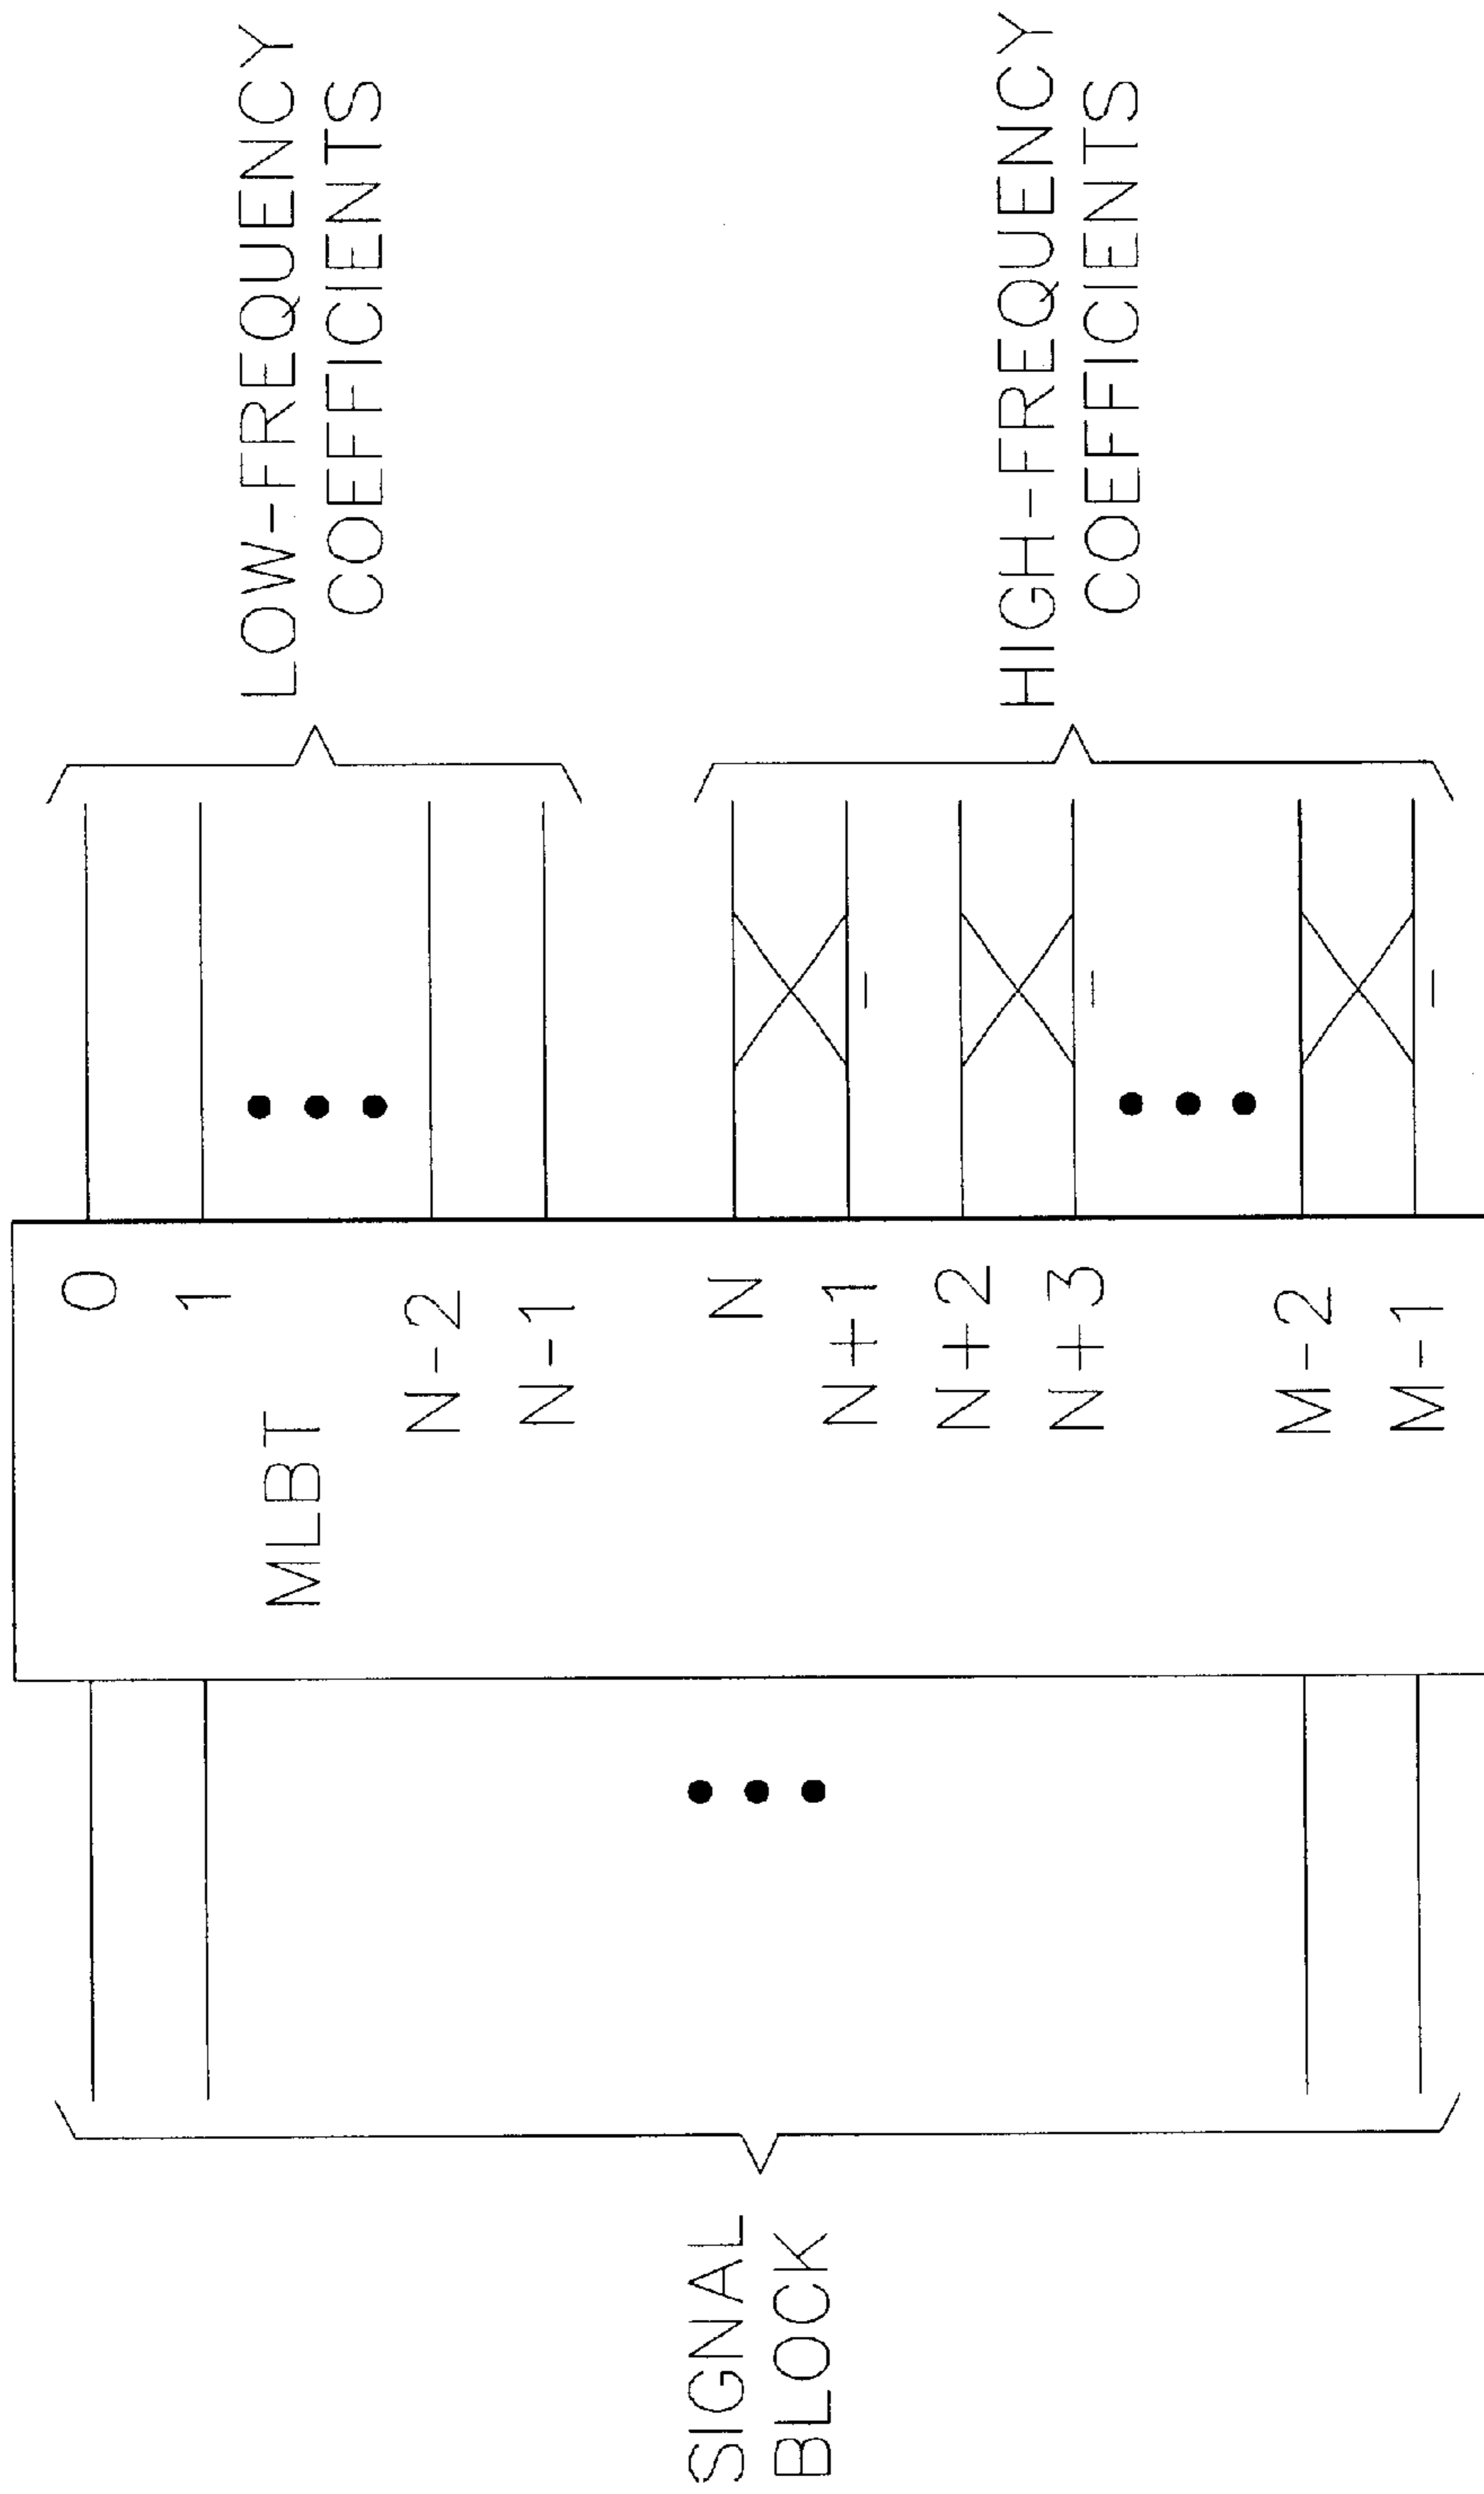 SIGNAL
BLOCK
MLBT
0
1
N-2
N-1
N
N+1
N+2
N+3
M-2
M-1
LOW-FREQUENCY
COEFFICIENTS
HIGH-FREQUENCY
COEFFICIENTS